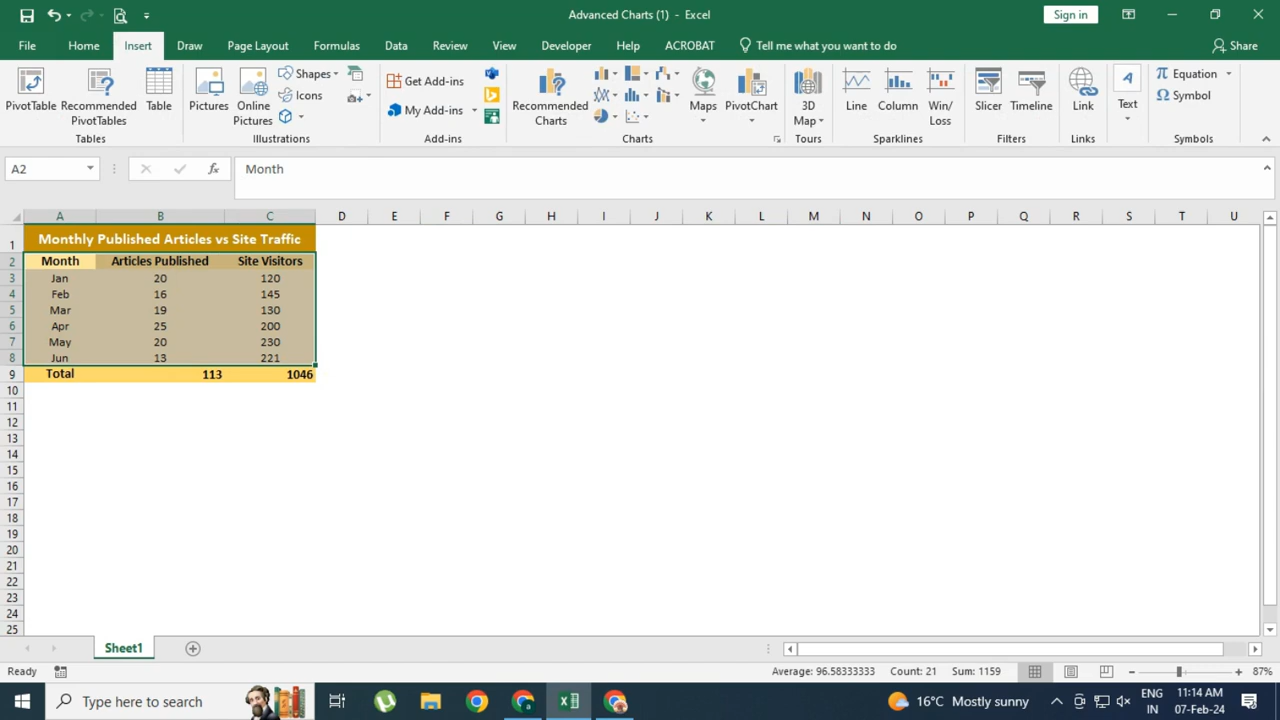 Advanced Charts (1) - Excel
Sign in
File Home Insert Draw Page Layout Formulas Data Review View Developer Help ACROBAT Tell me what you want to do Share
PivotTable
Recommended
PivotTables
Table
Tables
Pictures
Online
Pictures
Shapes
Icons
Illustrations
Get Add-ins
My Add-ins
Add-ins
Recommended
Charts
Maps
PivotChart
Charts
3D
Map
Tours
Line
Column
Win/
Loss
Sparklines
Slicer
Timeline
Filters
Link
Links
Text
Equation
Symbol
Symbols
A2
fx
Month
A B C D E F G H I J K L M N O P Q R S T U
1 Monthly Published Articles vs Site Traffic
2 Month Articles Published Site Visitors
3 Jan 20 120
4 Feb 16 145
5 Mar 19 130
6 Apr 25 200
7 May 20 230
8 Jun 13 221
9 Total 113 1046
10
11
12
13
14
15
16
17
18
19
20
21
22
23
24
25
Sheet1
Ready Average: 96.58333333 Count: 21 Sum: 1159 87%
Type here to search
16°C Mostly sunny
ENG
IN
11:14 AM
07-Feb-24